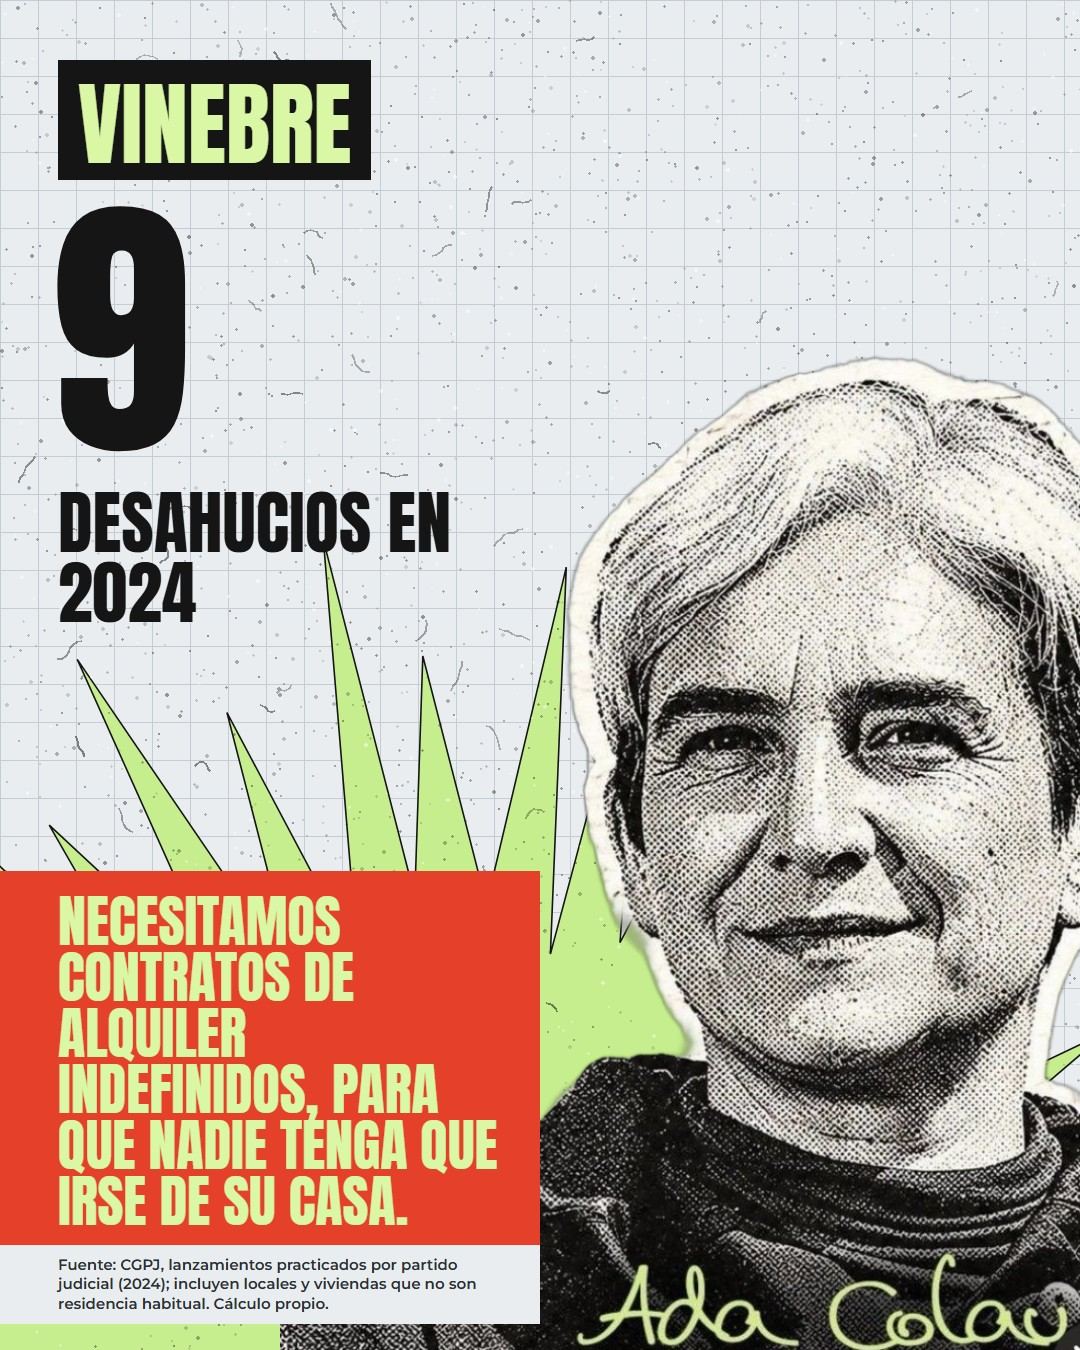 VINEBRE
9
DESAHUCIOS EN
2024
NECESITAMOS
CONTRATOS DE
ALQUILER
INDEFINIDOS, PARA
QUE NADIE TENGA QUE
IRSE DE SU CASA.
Fuente: CGPJ, lanzamientos practicados por partido
judicial (2024); incluyen locales y viviendas que no son
residencia habitual. Cálculo propio.
Ada Colau